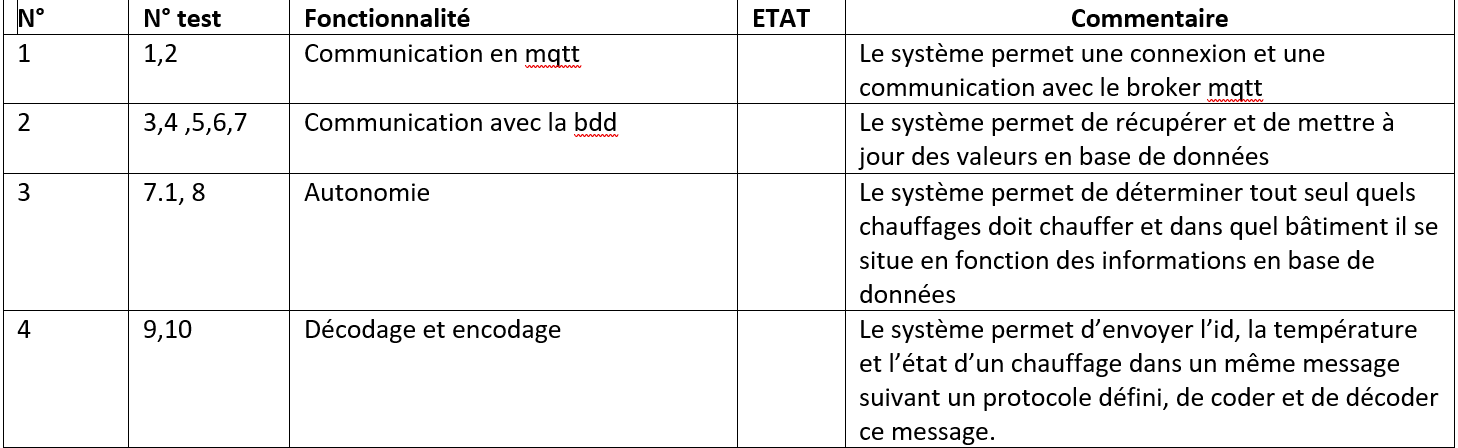 N° N° test Fonctionnalité ETAT Commentaire
1 1,2 Communication en mqtt Le système permet une connexion et une
communication avec le broker mqtt
2 3,4 ,5,6,7 Communication avec la bdd Le système permet de récupérer et de mettre à
jour des valeurs en base de données
3 7.1, 8 Autonomie Le système permet de déterminer tout seul quels
chauffages doit chauffer et dans quel bâtiment il se
situe en fonction des informations en base de
données
4 9,10 Décodage et encodage Le système permet d’envoyer l’id, la température
et l’état d’un chauffage dans un même message
suivant un protocole défini, de coder et de décoder
ce message.